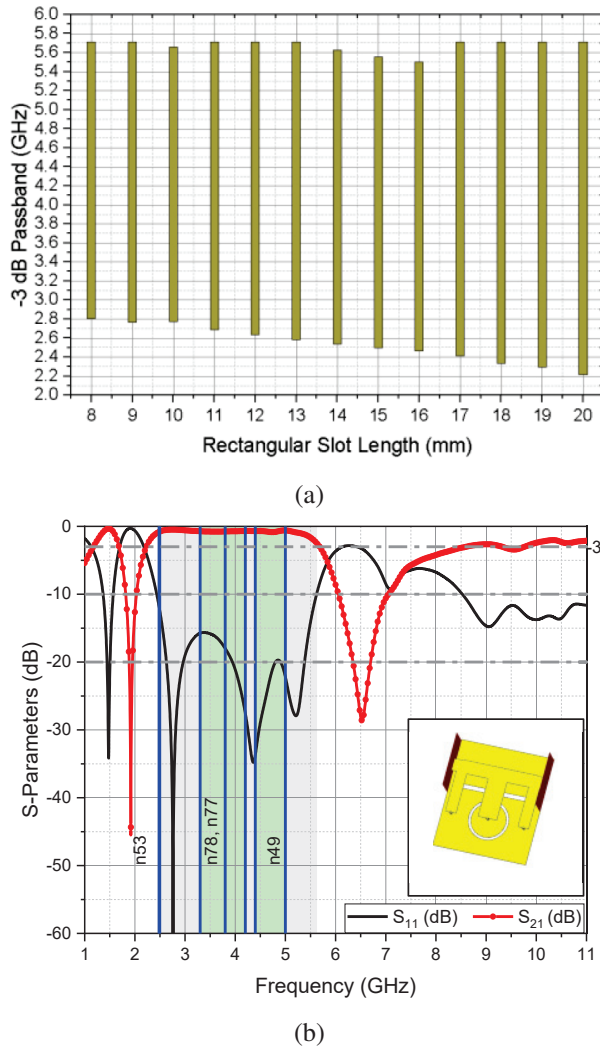 6.0
5.8
5.6
5.4
5.2
5.0
4.8
4.6
4.4
4.2
4.0
3.8
3.6
3.4
3.2
3.0
2.8
2.6
2.4
2.2
2.0
-3 dB Passband (GHz)
8 9 10 11 12 13 14 15 16 17 18 19 20
Rectangular Slot Length (mm)
(a)
0
-10
-20
-30
-40
-50
-60
-3
S-Parameters (dB)
n53
n78, n77
n49
S11 (dB) S21 (dB)
1 2 3 4 5 6 7 8 9 10 11
Frequency (GHz)
(b)